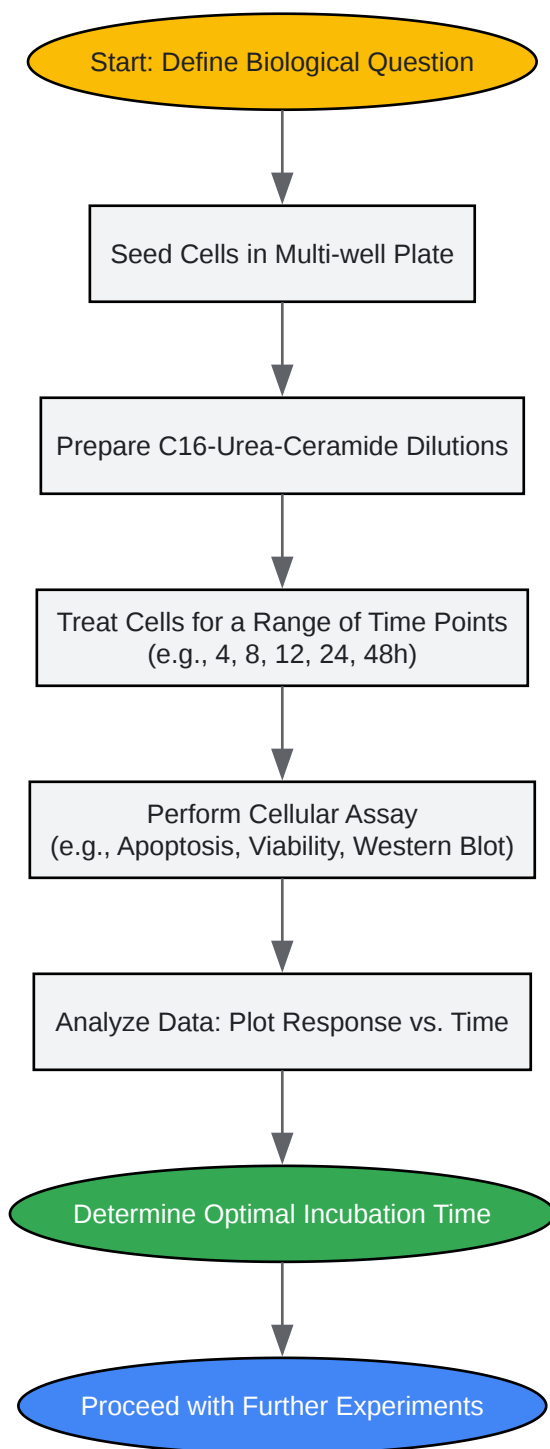 Start: Define Biological Question
Seed Cells in Multi-well Plate
Prepare C16-Urea-Ceramide Dilutions
Treat Cells for a Range of Time Points
(e.g., 4, 8, 12, 24, 48h)
Perform Cellular Assay
(e.g., Apoptosis, Viability, Western Blot)
Analyze Data: Plot Response vs. Time
Determine Optimal Incubation Time
Proceed with Further Experiments